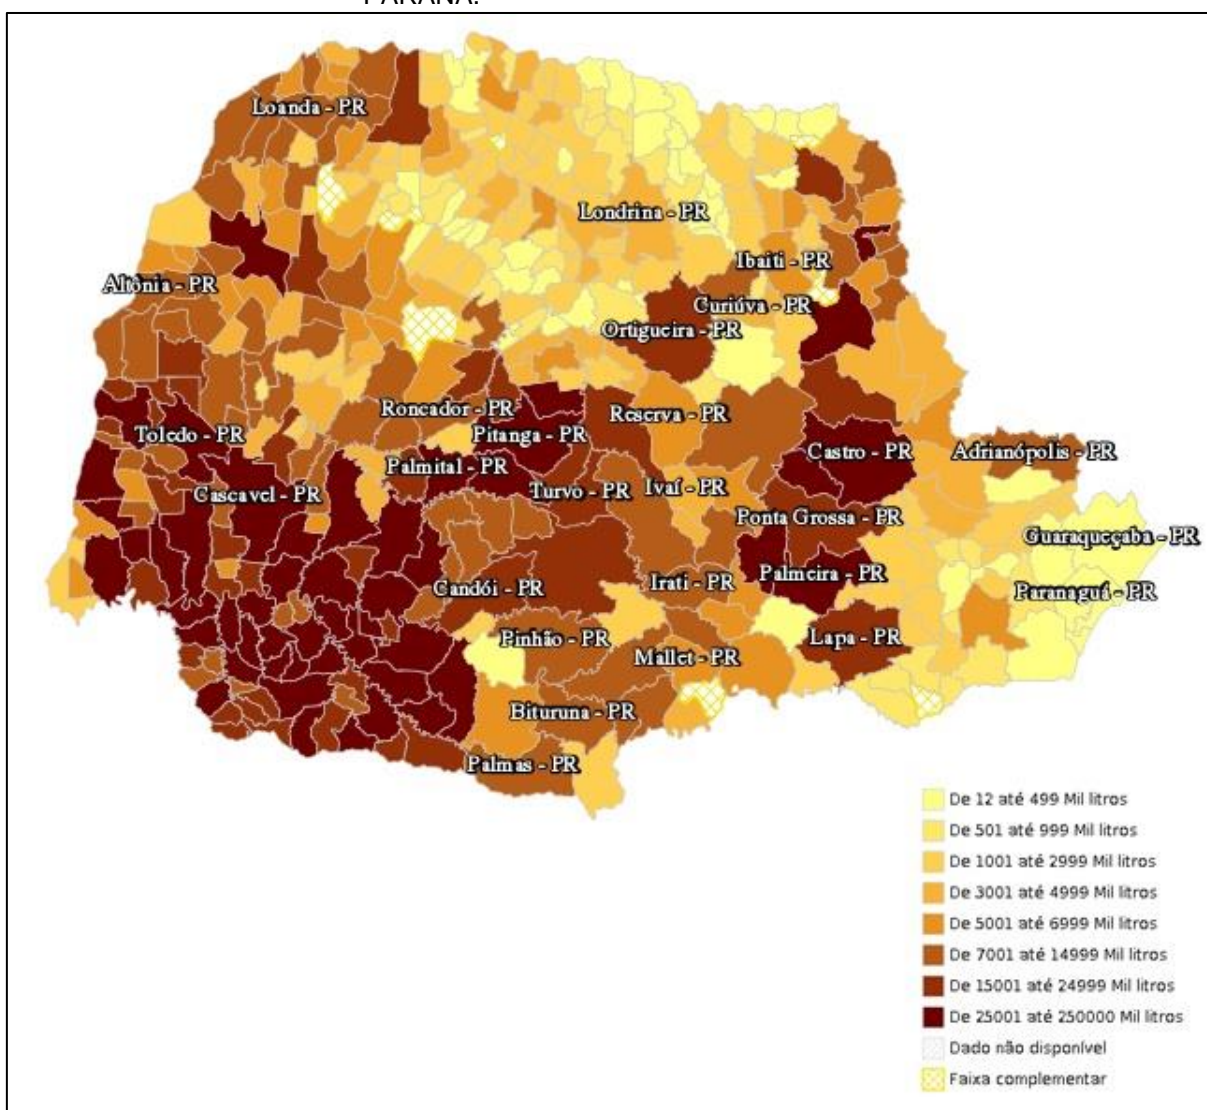 PARANÁ.
Loanda - PR
Londrina - PR
Ibaiti - PR
Altônia - PR
Curiúva - PR
Ortigueira - PR
Roncador - PR
Reserva - PR
Toledo - PR
Pitanga - PR
Castro - PR
Adrianópolis - PR
Palmital - PR
Cascavel - PR
Turvo - PR
Ivaí - PR
Ponta Grossa - PR
Guaraqueçaba - PR
Candói - PR
Irati - PR
Palmeira - PR
Paranaguá - PR
Pinhão - PR
Lapa - PR
Mallet - PR
Bituruna - PR
Palmas - PR
De 12 até 499 Mil litros
De 501 até 999 Mil litros
De 1001 até 2999 Mil litros
De 3001 até 4999 Mil litros
De 5001 até 6999 Mil litros
De 7001 até 14999 Mil litros
De 15001 até 24999 Mil litros
De 25001 até 250000 Mil litros
Dado não disponível
Faixa complementar